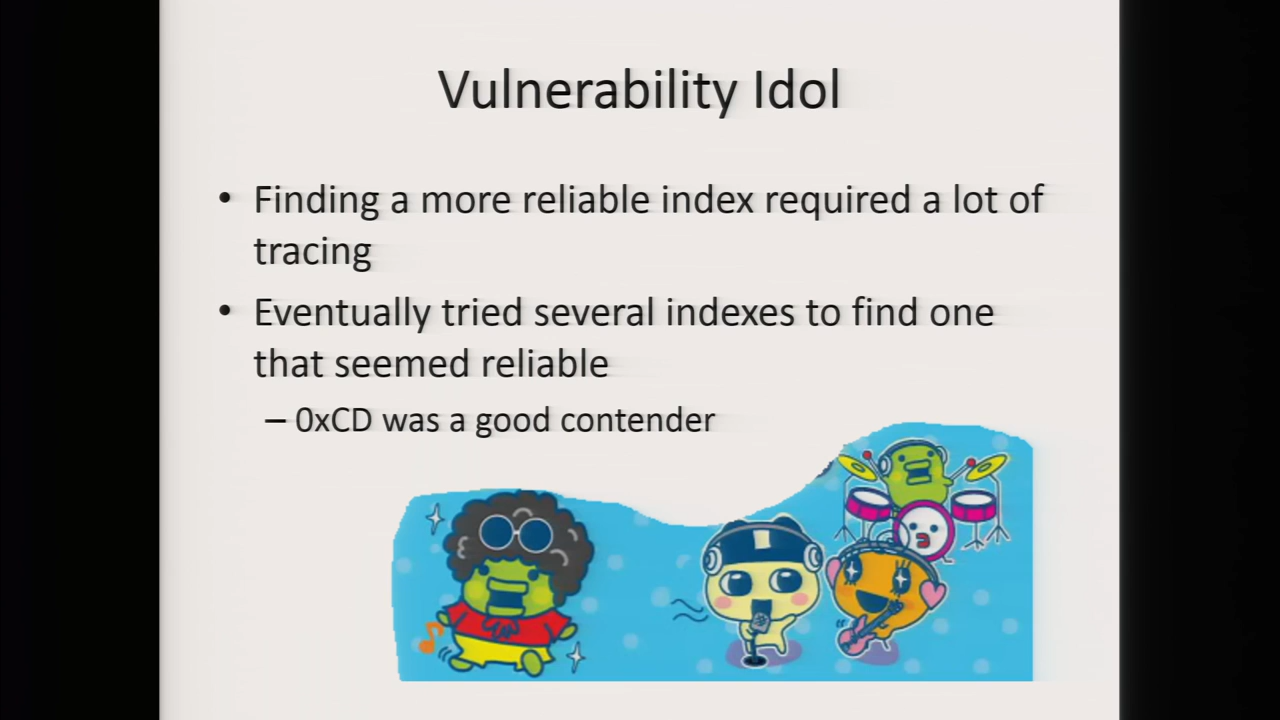 Vulnerability Idol
• Finding a more reliable index required a lot of
tracing
• Eventually tried several indexes to find one
that seemed reliable
– 0xCD was a good contender